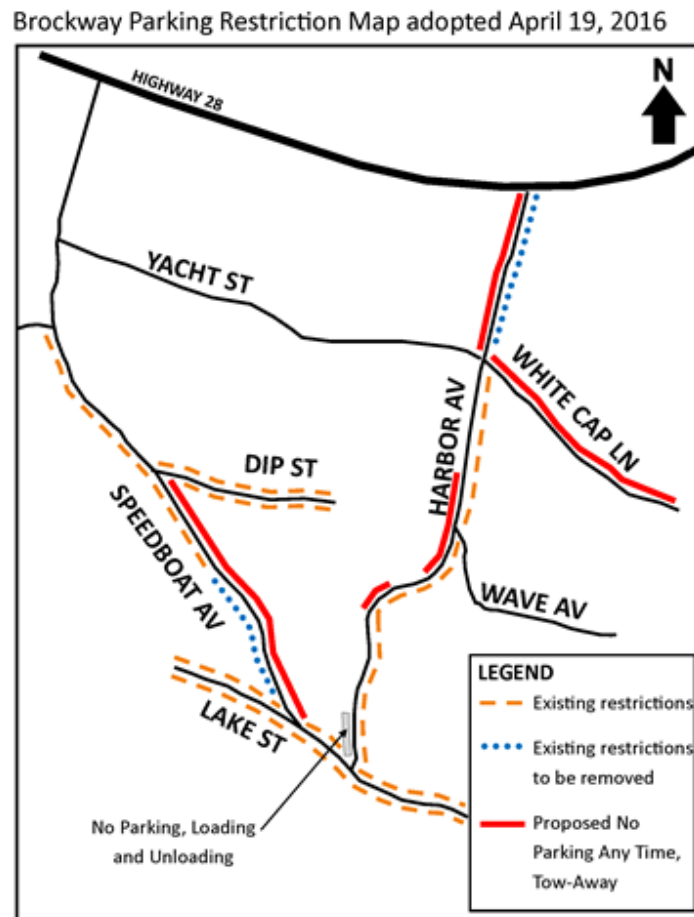 Brockway Parking Restriction Map adopted April 19, 2016
HIGHWAY 28
N
YACHT ST
WHITE CAP LN
HARBOR AV
DIP ST
SPEEDBOAT AV
WAVE AV
LAKE ST
No Parking, Loading
and Unloading
LEGEND
Existing restrictions
Existing restrictions
to be removed
Proposed No
Parking Any Time,
Tow-Away